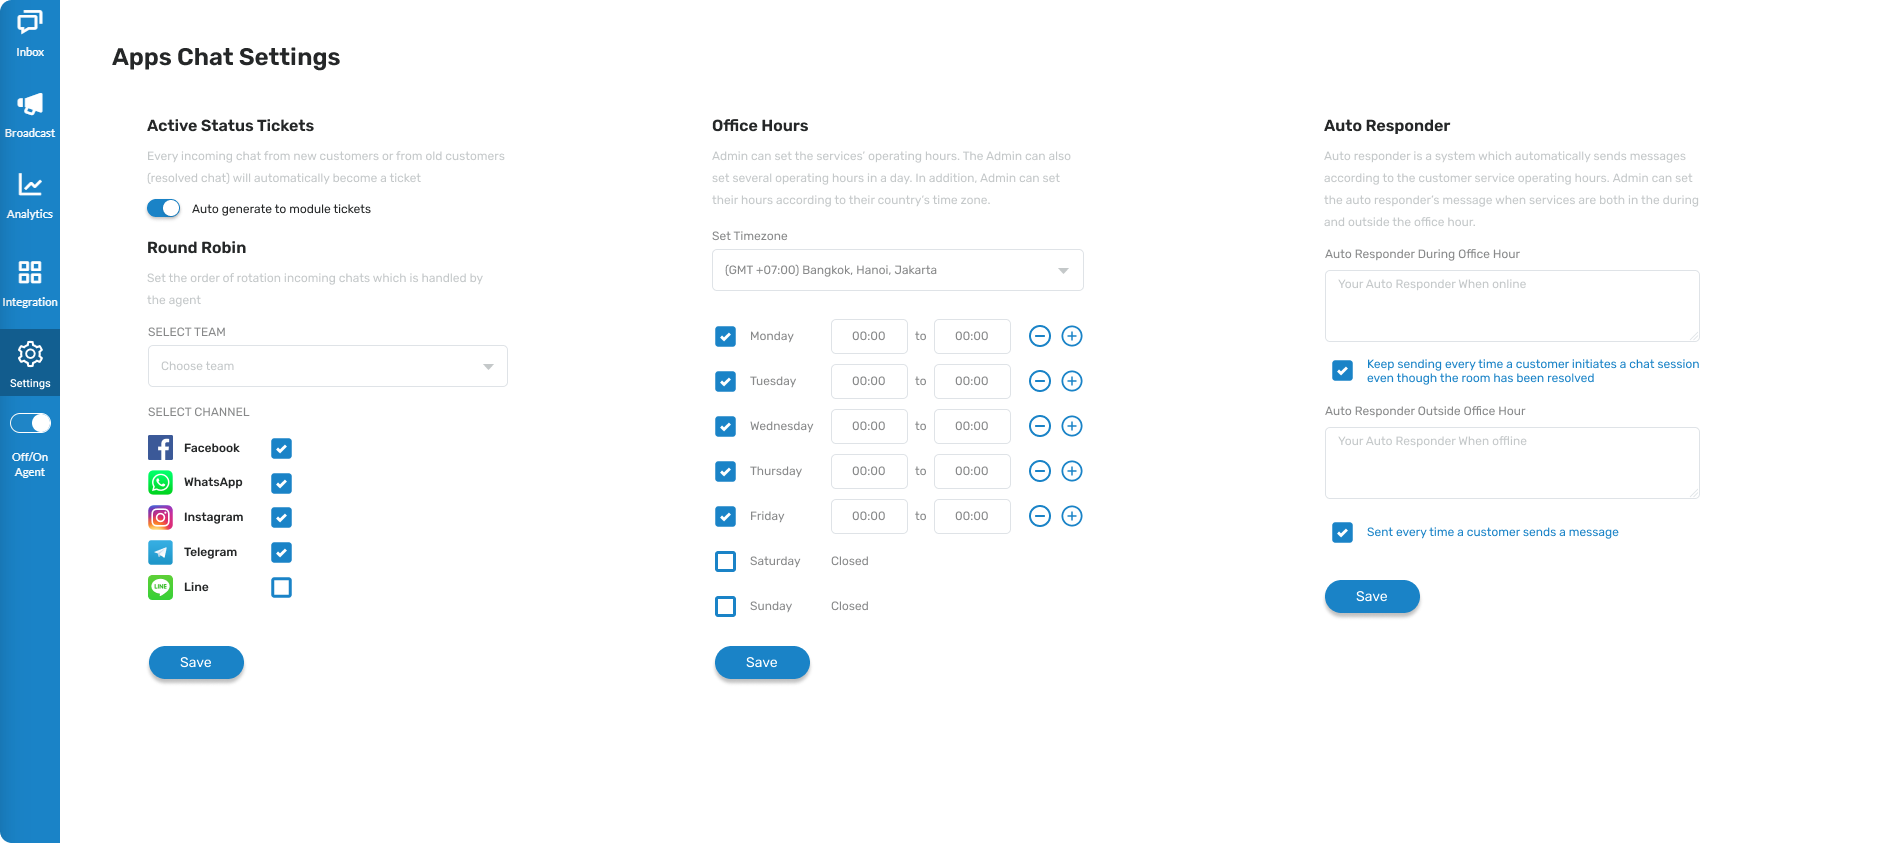 Inbox
Broadcast
Analytics
Integration
Settings
Off/On
Agent
Apps Chat Settings
Active Status Tickets
Every incoming chat from new customers or from old customers
(resolved chat) will automatically become a ticket
Auto generate to module tickets
Round Robin
Set the order of rotation incoming chats which is handled by
the agent
SELECT TEAM
Choose team
SELECT CHANNEL
Facebook
WhatsApp
Instagram
Telegram
LINE Line
Save
Office Hours
Admin can set the services' operating hours. The Admin can also
set several operating hours in a day. In addition, Admin can set
their hours according to their country's time zone.
Set Timezone
(GMT +07:00) Bangkok, Hanoi, Jakarta
Monday 00:00 to 00:00
Tuesday 00:00 to 00:00
Wednesday 00:00 to 00:00
Thursday 00:00 to 00:00
Friday 00:00 to 00:00
Saturday Closed
Sunday Closed
Save
Auto Responder
Auto responder is a system which automatically sends messages
according to the customer service operating hours. Admin can set
the auto responder's message when services are both in the during
and outside the office hour.
Auto Responder During Office Hour
Your Auto Responder When online
Keep sending every time a customer initiates a chat session
even though the room has been resolved
Auto Responder Outside Office Hour
Your Auto Responder When offline
Sent every time a customer sends a message
Save